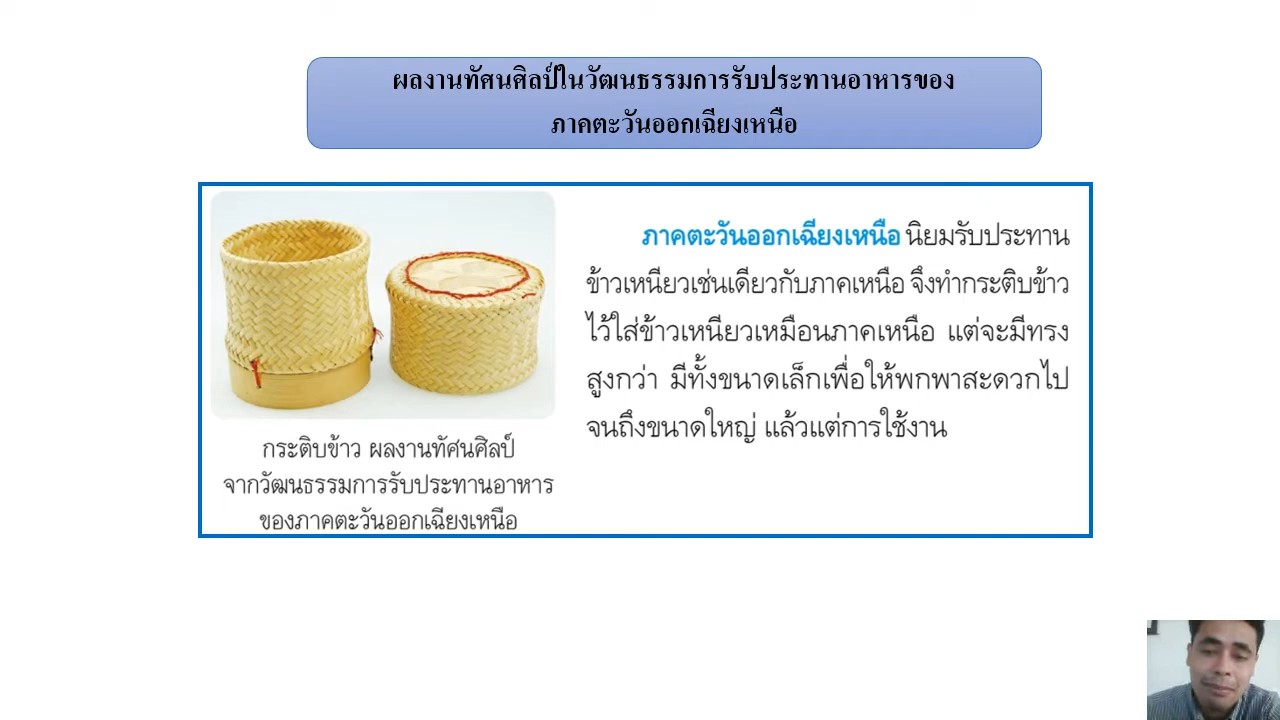 ผลงานทัศนศิลป์ในวัฒนธรรมการรับประทานอาหารของ
ภาคตะวันออกเฉียงเหนือ
ภาคตะวันออกเฉียงเหนือ นิยมรับประทาน
ข้าวเหนียวเช่นเดียวกับภาคเหนือ จึงทำกระติบข้าว
ไว้ใส่ข้าวเหนียวเหมือนภาคเหนือ แต่จะมีทรง
สูงกว่า มีทั้งขนาดเล็กเพื่อให้พกพาสะดวกไป
จนถึงขนาดใหญ่ แล้วแต่การใช้งาน
กระติบข้าว ผลงานทัศนศิลป์
จากวัฒนธรรมการรับประทานอาหาร
ของภาคตะวันออกเฉียงเหนือ